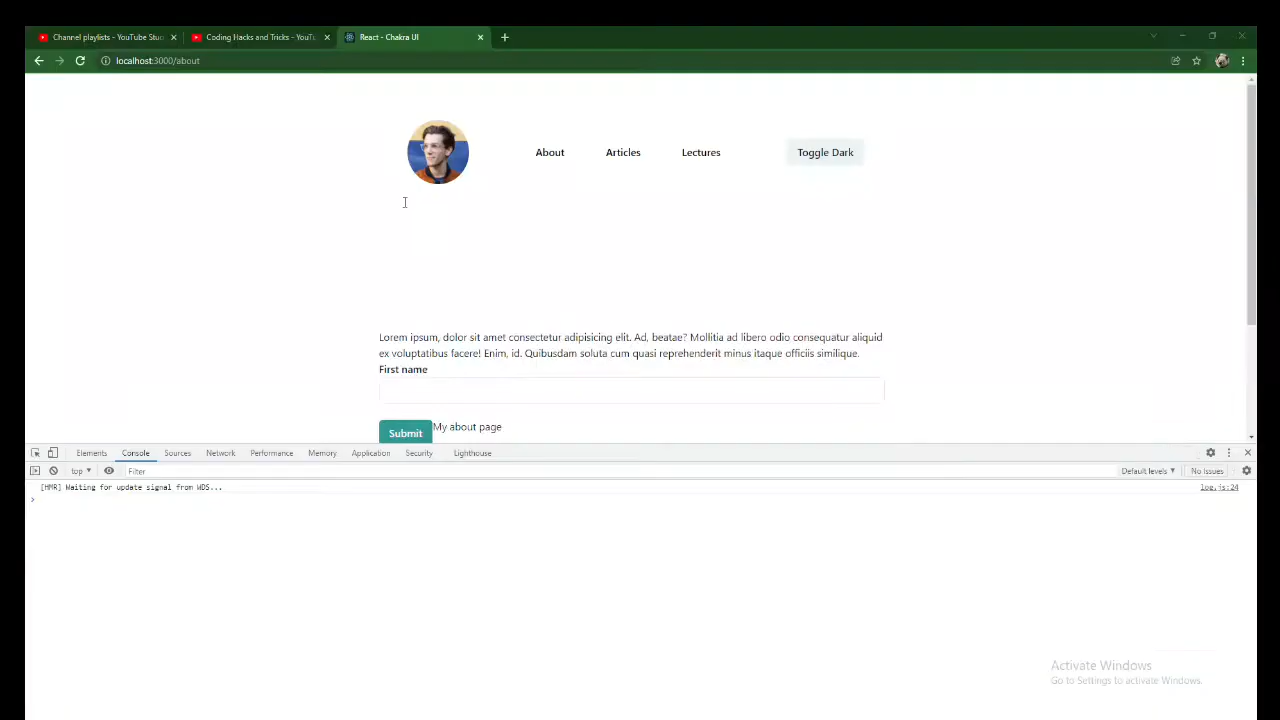 Channel playlists - YouTube Stu
Coding Hacks and Tricks - YouTu
React - Chakra UI
localhost:3000/about
About
Articles
Lectures
Toggle Dark
Lorem ipsum, dolor sit amet consectetur adipisicing elit. Ad, beatae? Mollitia ad libero odio consequatur aliquid
ex voluptatibus facere! Enim, id. Quibusdam soluta cum quasi reprehenderit minus itaque officiis similique.
First name
Submit
My about page
Elements
Console
Sources
Network
Performance
Memory
Application
Security
Lighthouse
top
Filter
Default levels
No Issues
[HMR] Waiting for update signal from WDS...
log.js:24
Activate Windows
Go to Settings to activate Windows.